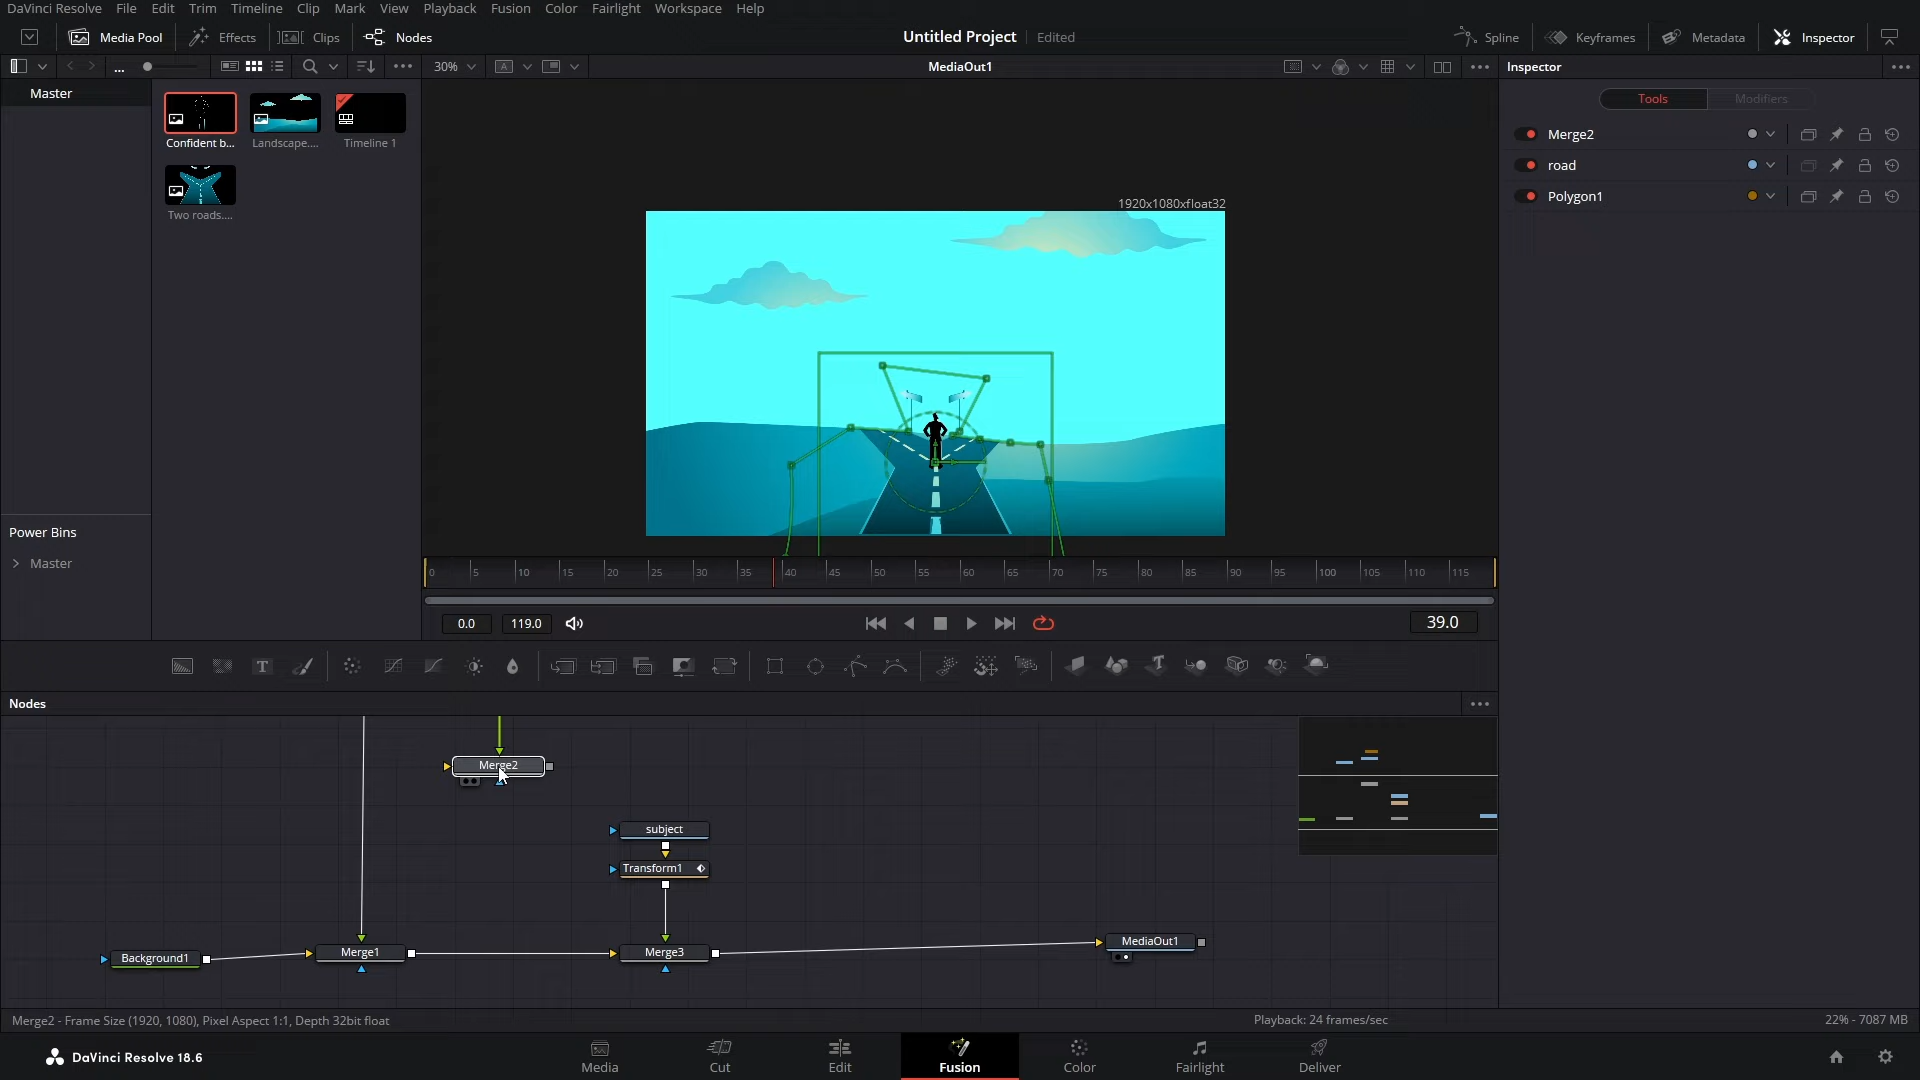 DaVinci Resolve File Edit Trim Timeline Clip Mark View Playback Fusion Color Fairlight Workspace Help
Media Pool Effects Clips Nodes Untitled Project Edited Spline Keyframes Metadata Inspector
... 30% A MediaOut1 Inspector
Master
Tools Modifiers
Confident b... Landscape.... Timeline 1
Merge2
road
Polygon1
Two roads....
1920x1080xfloat32
Power Bins
Master
0 5 10 15 20 25 30 35 40 45 50 55 60 65 70 75 80 85 90 95 100 105 110 115
0.0 119.0 39.0
T
Nodes
Merge2
subject
Transform1
Background1 Merge1 Merge3 MediaOut1
Merge2 - Frame Size (1920, 1080), Pixel Aspect 1:1, Depth 32bit float Playback: 24 frames/sec 22% - 7087 MB
DaVinci Resolve 18.6 Media Cut Edit Fusion Color Fairlight Deliver